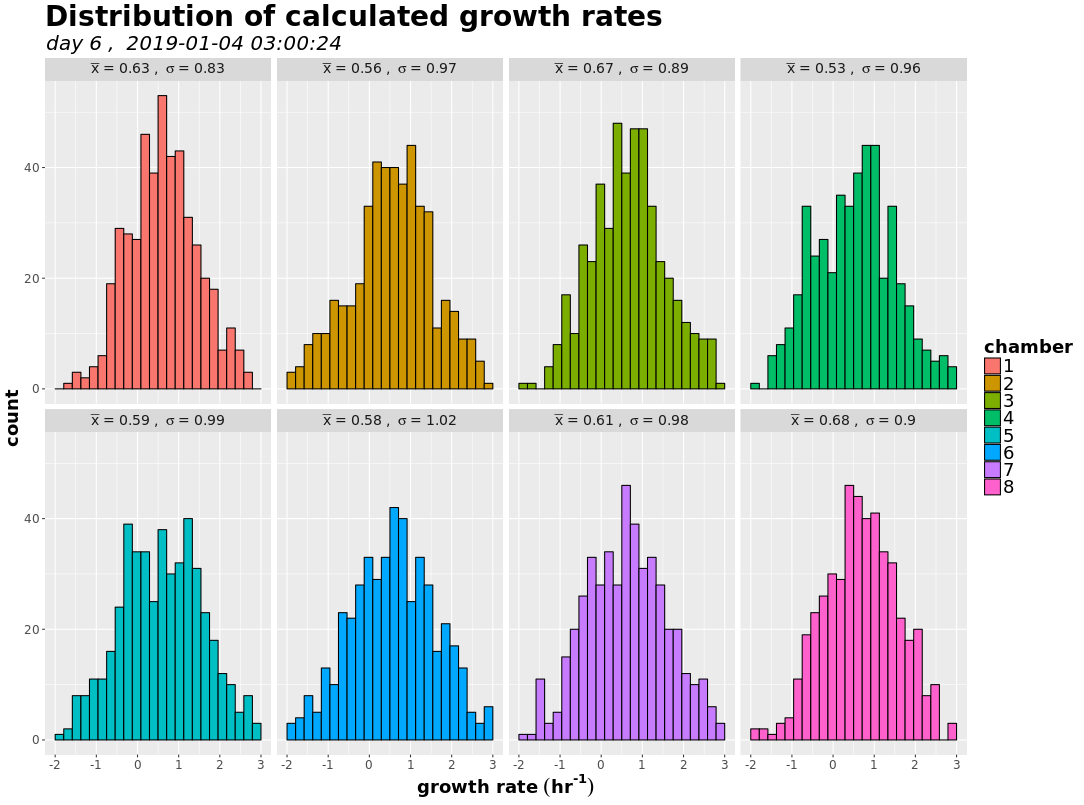 Distribution of calculated growth rates
day 6 ,  2019-01-04 03:00:24
x̅ = 0.63 ,  σ = 0.83
x̅ = 0.56 ,  σ = 0.97
x̅ = 0.67 ,  σ = 0.89
x̅ = 0.53 ,  σ = 0.96
40
20
0
x̅ = 0.59 ,  σ = 0.99
x̅ = 0.58 ,  σ = 1.02
x̅ = 0.61 ,  σ = 0.98
x̅ = 0.68 ,  σ = 0.9
40
20
0
-2 -1 0 1 2 3 -2 -1 0 1 2 3 -2 -1 0 1 2 3 -2 -1 0 1 2 3
count
growth rate (hr⁻¹)
chamber
1
2
3
4
5
6
7
8